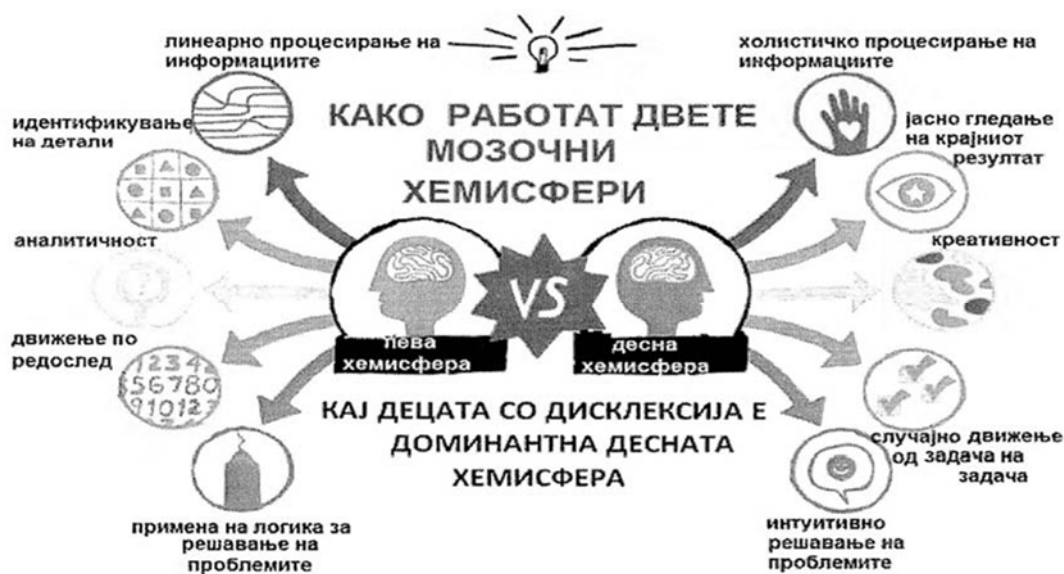 линеарно процесирање на
информациите
холистичко процесирање на
информациите
КАКО РАБОТАТ ДВЕТЕ
МОЗОЧНИ
ХЕМИСФЕРИ
идентификување
на детали
јасно гледање
на крајниот
резултат
аналитичност
креативност
VS
лева
хемисфера
десна
хемисфера
движење по
редослед
1234
56780
91012
КАЈ ДЕЦАТА СО ДИСКЛЕКСИЈА Е
ДОМИНАНТНА ДЕСНАТА
ХЕМИСФЕРА
случајно движење
од задача на
задача
примена на логика за
решавање на
проблемите
интуитивно
решавање на
проблемите